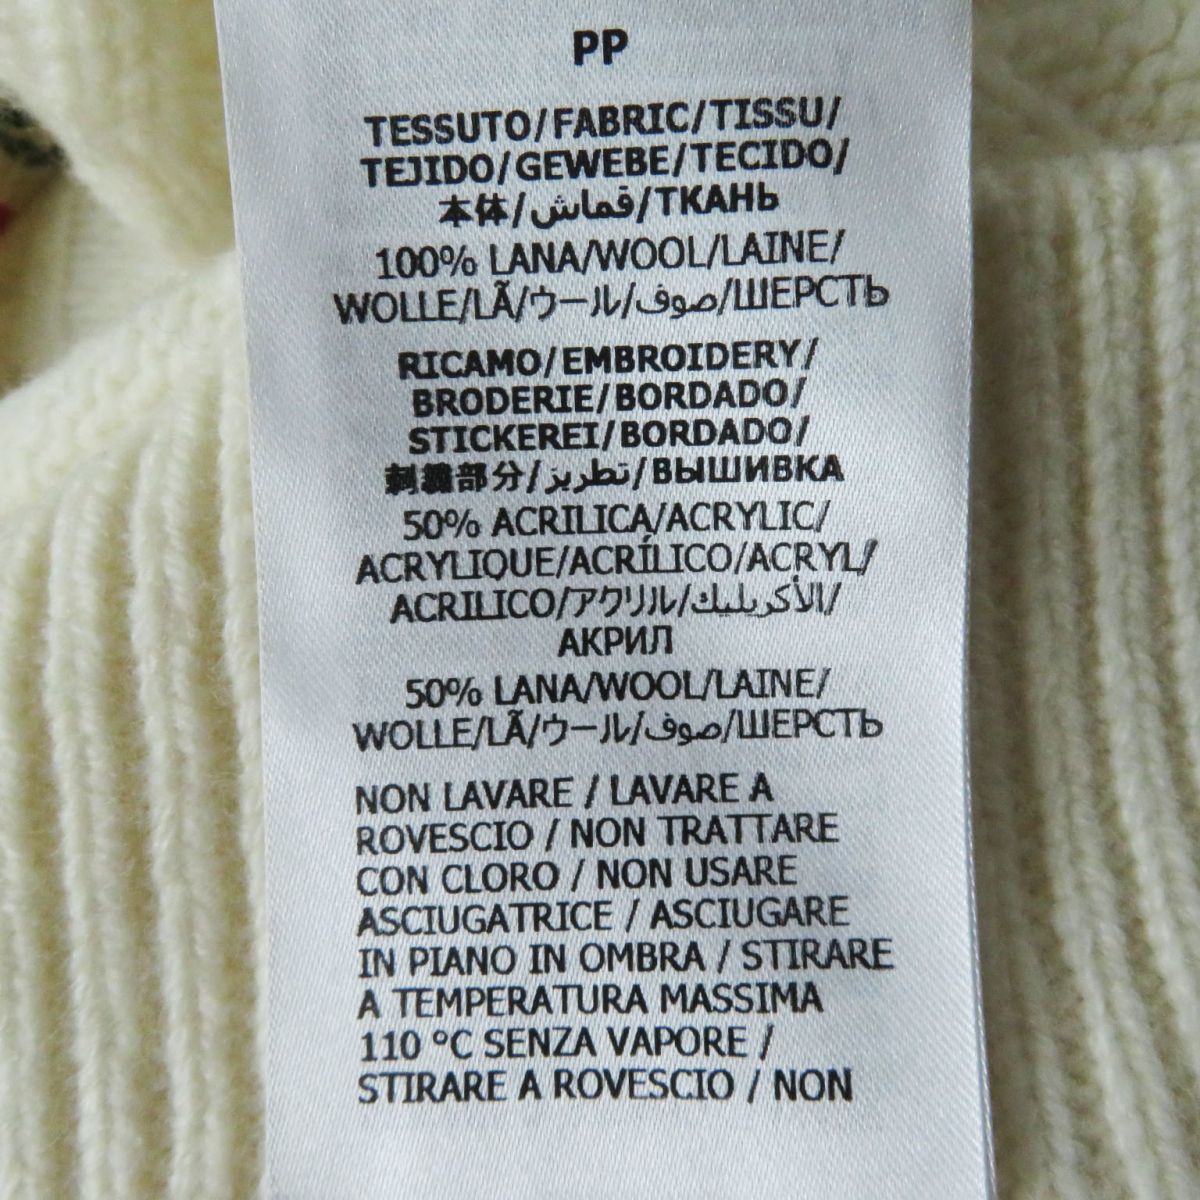 PP
TESSUTO/FABRIC/TISSU/
TEJIDO/GEWEBE/TECIDO/
本体/قماش/ТКАНЬ
100% LANA/WOOL/LAINE/
WOLLE/LÃ/ウール/صوف/ШЕРСТЬ
RICAMO/EMBROIDERY/
BRODERIE/BORDADO/
STICKEREI/BORDADO/
刺繍部分/تطريز/ВЫШИВКА
50% ACRILICA/ACRYLIC/
ACRYLIQUE/ACRÍLICO/ACRYL/
ACRILICO/アクリル/الأكريليك/
АКРИЛ
50% LANA/WOOL/LAINE/
WOLLE/LÃ/ウール/صوف/ШЕРСТЬ
NON LAVARE / LAVARE A
ROVESCIO / NON TRATTARE
CON CLORO / NON USARE
ASCIUGATRICE / ASCIUGARE
IN PIANO IN OMBRA / STIRARE
A TEMPERATURA MASSIMA
110 °C SENZA VAPORE /
STIRARE A ROVESCIO / NON